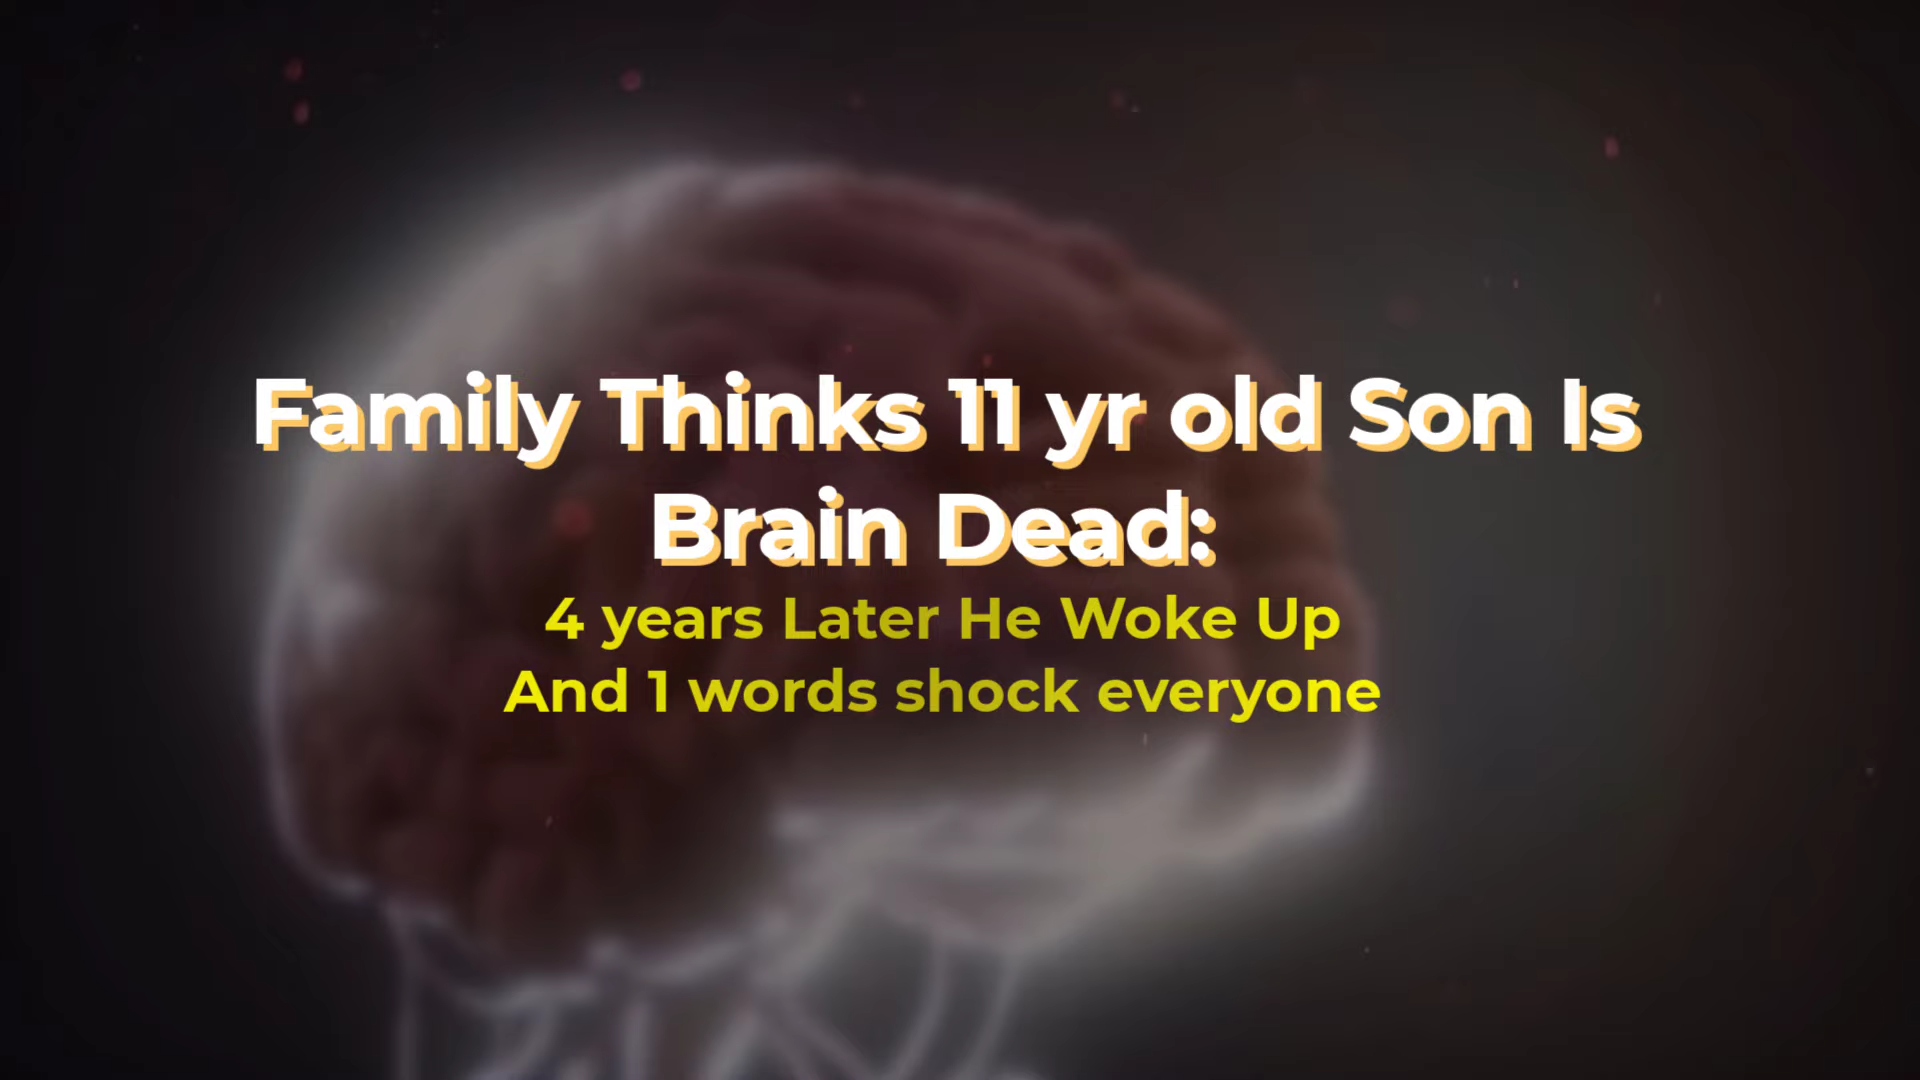 Family Thinks 11 yr old Son Is
Brain Dead:
4 years Later He Woke Up
And 1 words shock everyone